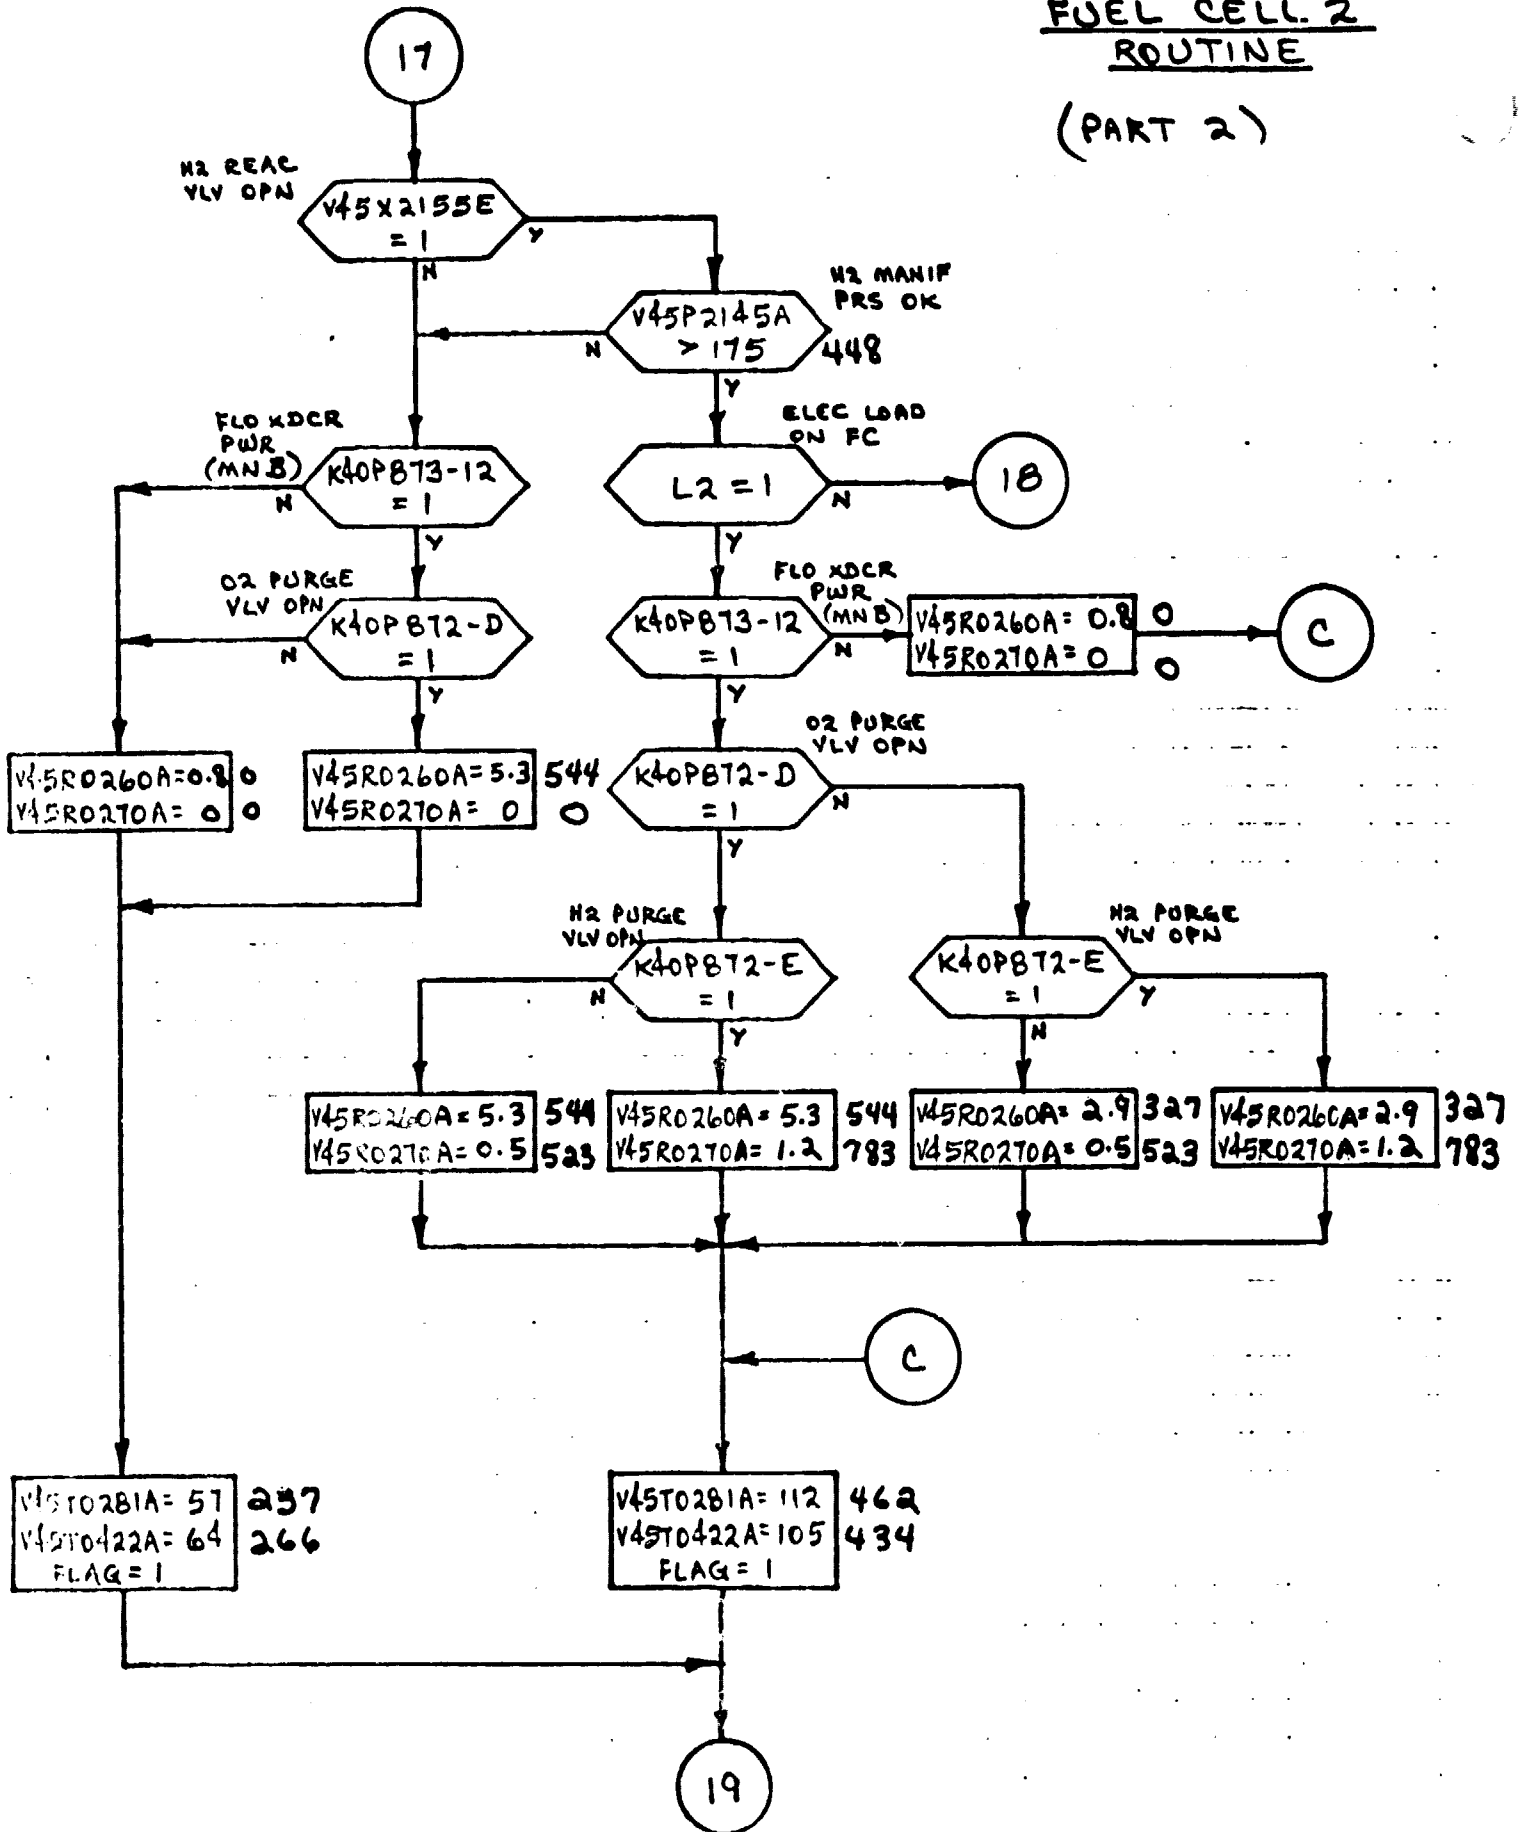 FUEL CELL 2
ROUTINE
(PART 2)
17
H2 REAC
VLV OPN
V45X2155E
= 1
Y
N
H2 MANIF
PRS OK
V45P2145A
> 175
448
N
Y
FLO XDCR
PWR
(MN B)
K40P873-12
= 1
N
Y
ELEC LOAD
ON FC
L2 = 1
N
Y
18
O2 PURGE
VLV OPN
K40P872-D
= 1
N
Y
FLO XDCR
PWR
(MN B)
K40P873-12
= 1
N
Y
V45R0260A= 0.8 0
V45R0270A= 0 0
C
V45R0260A=0.8 0
V45R0270A= 0 0
V45R0260A= 5.3 544
V45R0270A= 0 0
O2 PURGE
VLV OPN
K40P872-D
= 1
N
Y
H2 PURGE
VLV OPN
K40P872-E
= 1
N
Y
H2 PURGE
VLV OPN
K40P872-E
= 1
Y
N
V45R0260A= 5.3 544
V45R0270A= 0.5 523
V45R0260A= 5.3 544
V45R0270A= 1.2 783
V45R0260A= 2.9 327
V45R0270A= 0.5 523
V45R0260A= 2.9 327
V45R0270A= 1.2 783
C
V45T0281A= 57 237
V45T0422A= 64 266
FLAG = 1
V45T0281A= 112 462
V45T0422A= 105 434
FLAG = 1
19